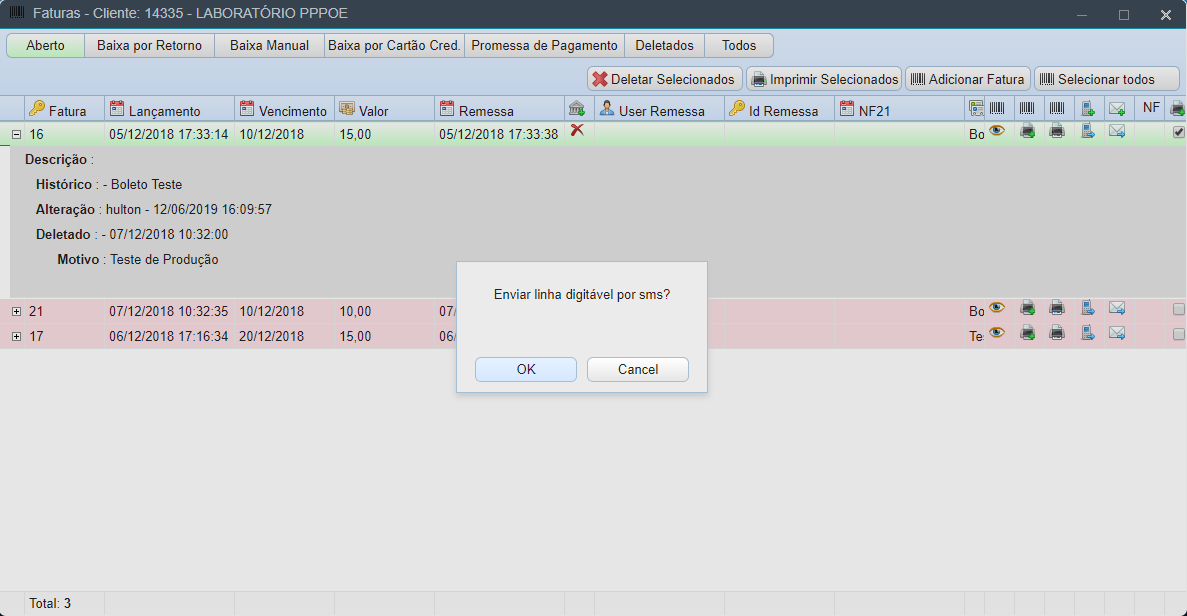 Faturas - Cliente: 14335 - LABORATÓRIO PPPOE
Aberto Baixa por Retorno Baixa Manual Baixa por Cartão Cred. Promessa de Pagamento Deletados Todos
Deletar Selecionados Imprimir Selecionados Adicionar Fatura Selecionar todos
Fatura Lançamento Vencimento Valor Remessa User Remessa Id Remessa NF21 NF
16 05/12/2018 17:33:14 10/12/2018 15,00 05/12/2018 17:33:38 Bo
Descrição :
Histórico : - Boleto Teste
Alteração : hulton - 12/06/2019 16:09:57
Deletado : - 07/12/2018 10:32:00
Motivo : Teste de Produção
Enviar linha digitável por sms?
OK Cancel
21 07/12/2018 10:32:35 10/12/2018 10,00 07/ Bo
17 06/12/2018 17:16:34 20/12/2018 15,00 06/ Te
Total: 3